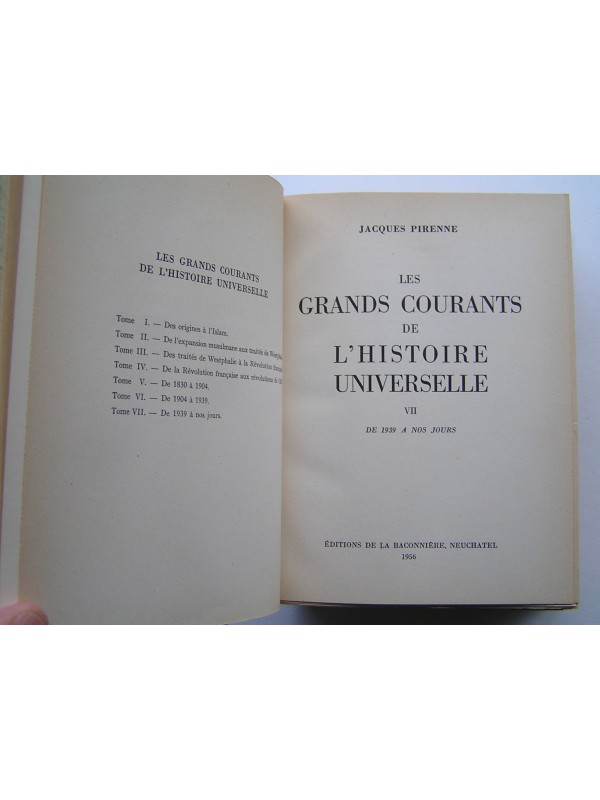 LES GRANDS COURANTS
DE L'HISTOIRE UNIVERSELLE
Tome I. — Des origines à l'Islam.
Tome II. — De l'expansion musulmane aux traités de
Tome III. — Des traités de Westphalie à la Révolution
Tome IV. — De la Révolution française aux révolutions de
Tome V. — De 1830 à 1904.
Tome VI. — De 1904 à 1939.
Tome VII. — De 1939 à nos jours.
JACQUES PIRENNE
LES
GRANDS COURANTS
DE
L'HISTOIRE
UNIVERSELLE
VII
DE 1939 A NOS JOURS
ÉDITIONS DE LA BACONNIÈRE, NEUCHATEL
1956